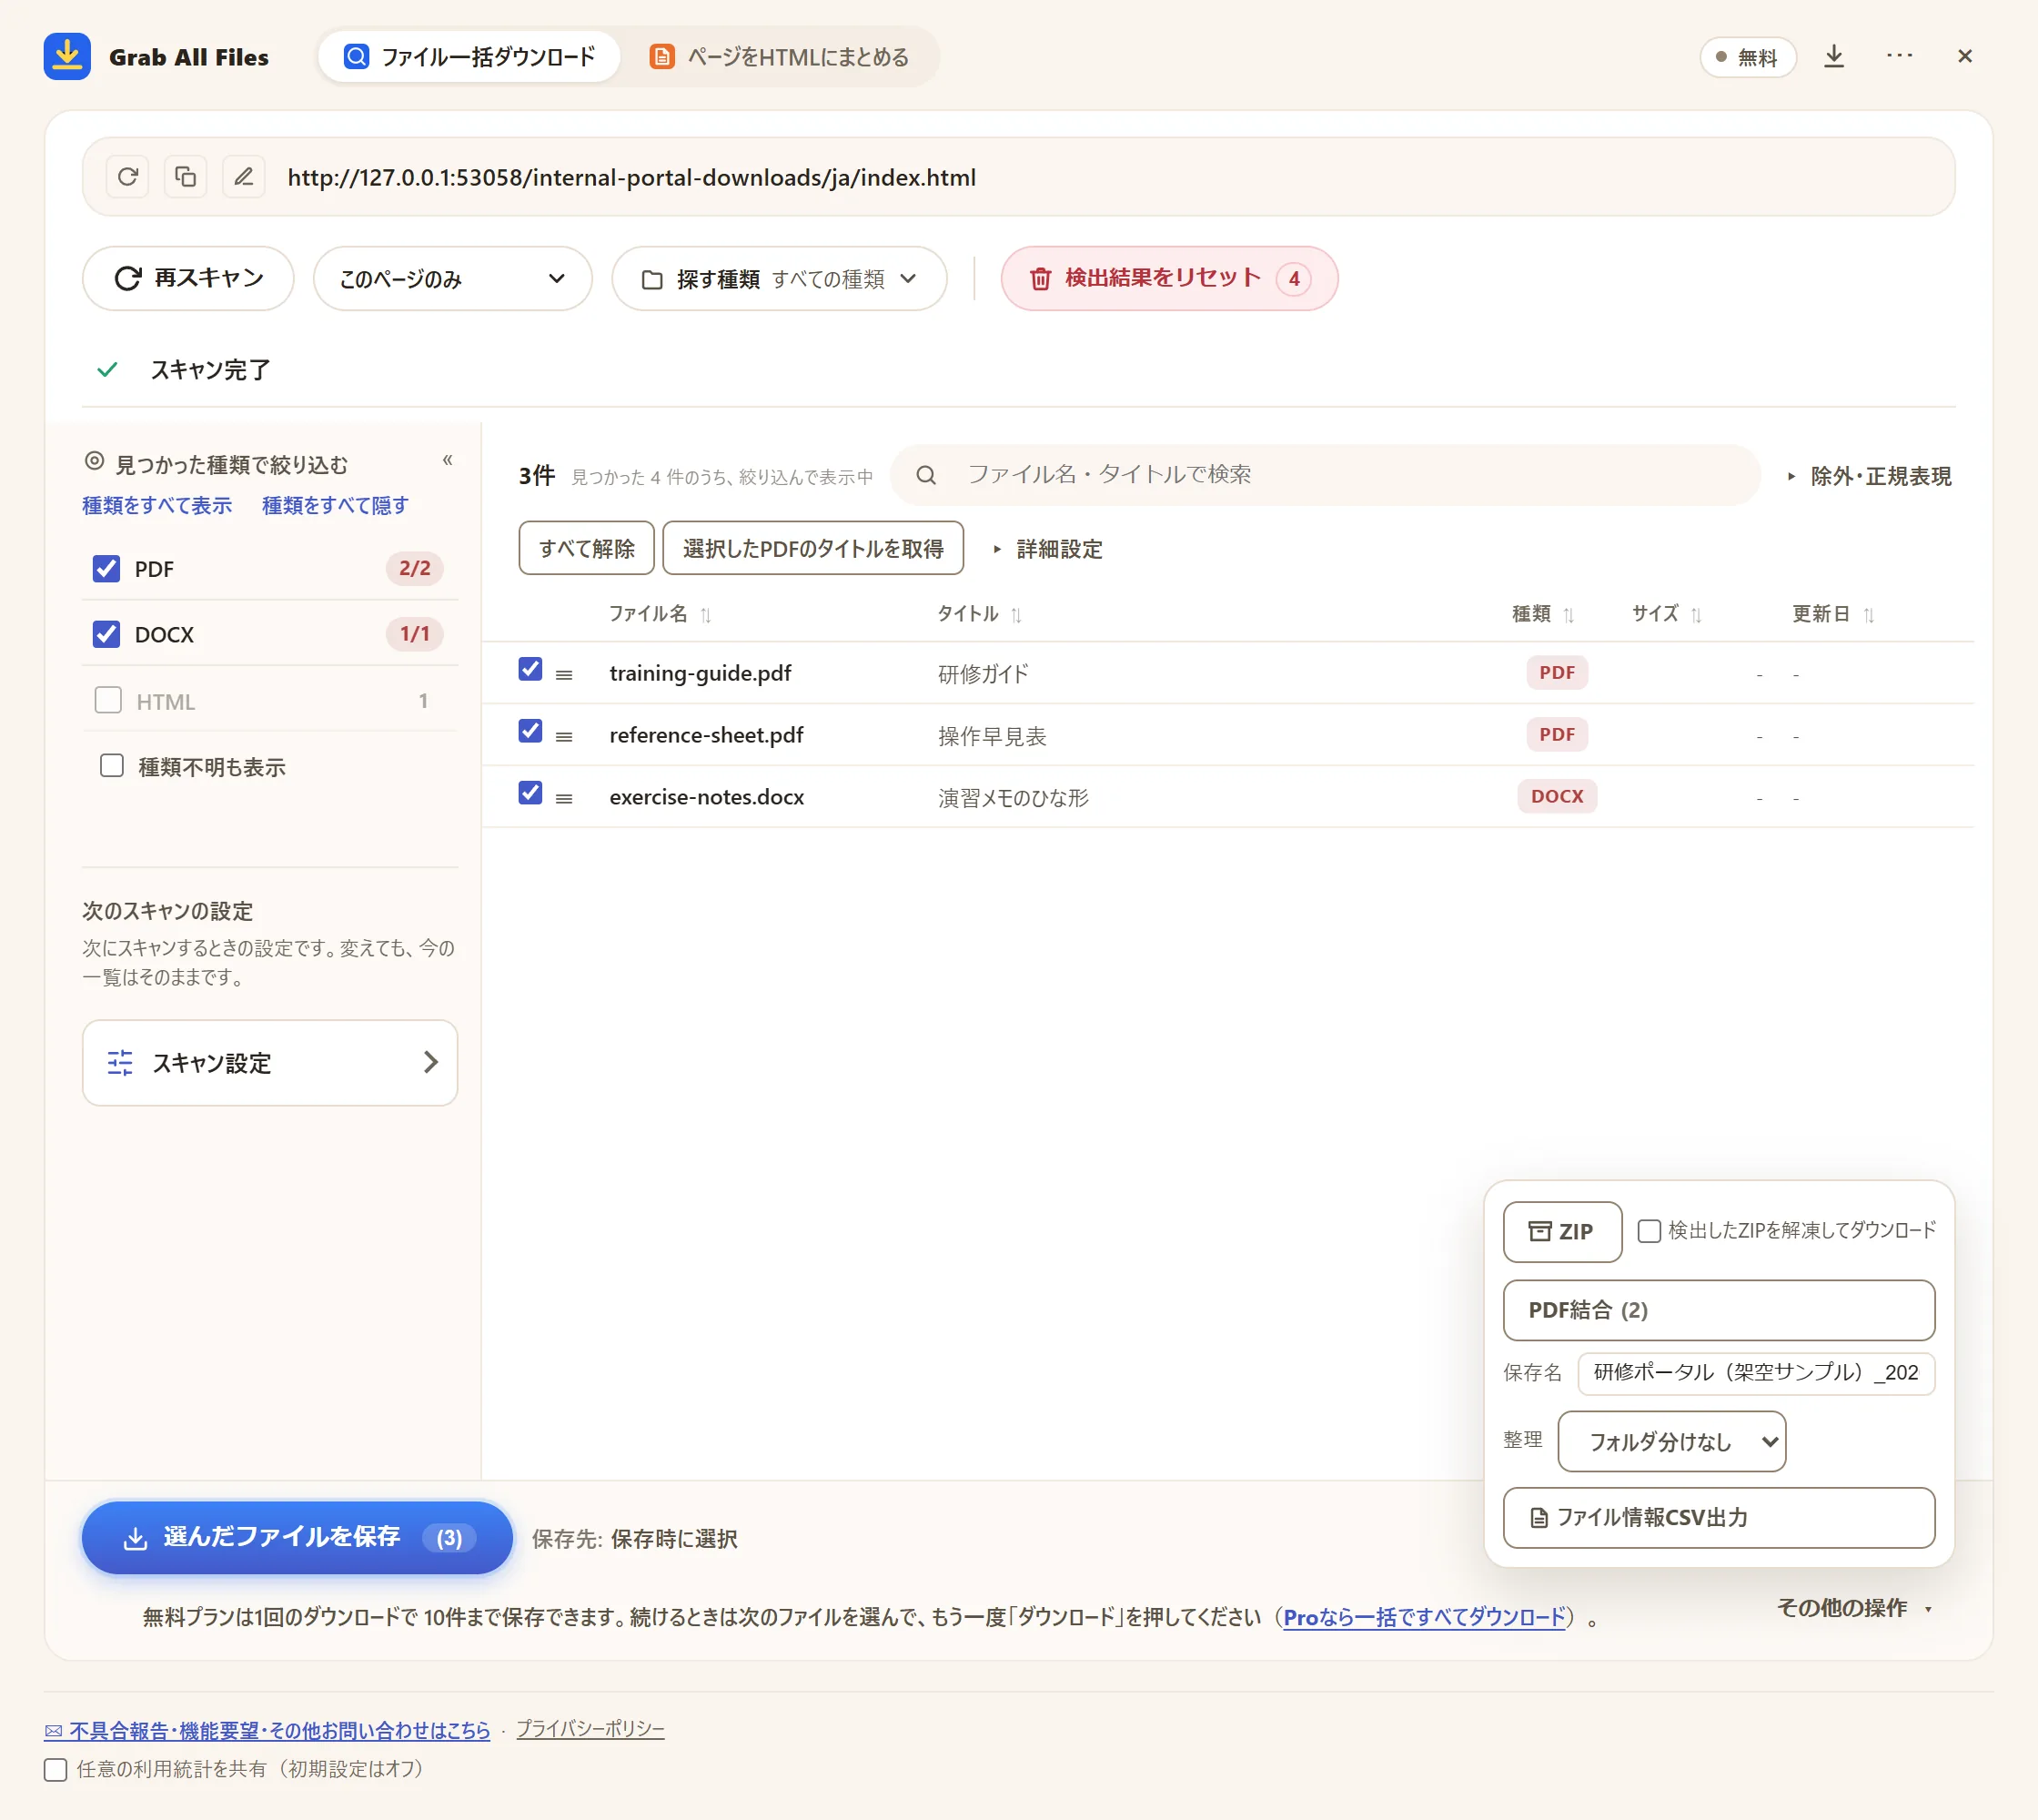 Grab All Files
ファイル一括ダウンロード
ページをHTMLにまとめる
無料
http://127.0.0.1:53058/internal-portal-downloads/ja/index.html
再スキャン
このページのみ
探す種類 すべての種類
検出結果をリセット 4
スキャン完了
見つかった種類で絞り込む
種類をすべて表示 種類をすべて隠す
PDF 2/2
DOCX 1/1
HTML 1
種類不明も表示
次のスキャンの設定
次にスキャンするときの設定です。変えても、今の
一覧はそのままです。
スキャン設定
3件 見つかった 4 件のうち、絞り込んで表示中
ファイル名・タイトルで検索
除外・正規表現
すべて解除
選択したPDFのタイトルを取得
詳細設定
ファイル名 タイトル 種類 サイズ 更新日
training-guide.pdf 研修ガイド PDF - -
reference-sheet.pdf 操作早見表 PDF - -
exercise-notes.docx 演習メモのひな形 DOCX - -
ZIP
検出したZIPを解凍してダウンロード
PDF結合 (2)
保存名 研修ポータル（架空サンプル）_202
整理 フォルダ分けなし
ファイル情報CSV出力
選んだファイルを保存 (3)
保存先: 保存時に選択
無料プランは1回のダウンロードで 10件まで保存できます。続けるときは次のファイルを選んで、もう一度「ダウンロード」を押してください（Proなら一括ですべてダウンロード）。
その他の操作
不具合報告・機能要望・その他お問い合わせはこちら · プライバシーポリシー
任意の利用統計を共有（初期設定はオフ）